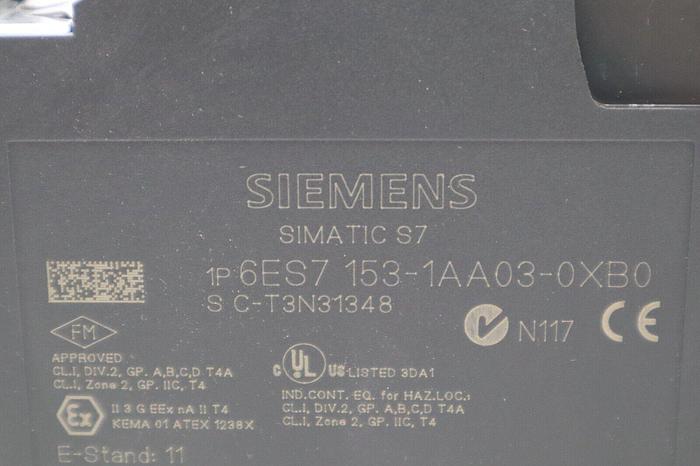 SIEMENS
SIMATIC S7
1P 6ES7 153-1AA03-0XB0
S C-T3N31348
N117 CE
FM
APPROVED
CL.I, DIV.2, GP. A,B,C,D T4A
CL.I, Zone 2, GP. IIC, T4
C UL US LISTED 3DA1
IND.CONT. EQ. for HAZ.LOC.:
CL.I, DIV.2, GP. A,B,C,D T4A
CL.I, Zone 2, GP. IIC, T4
Ex II 3 G EEx nA II T4
KEMA 01 ATEX 1238X
E-Stand: 11